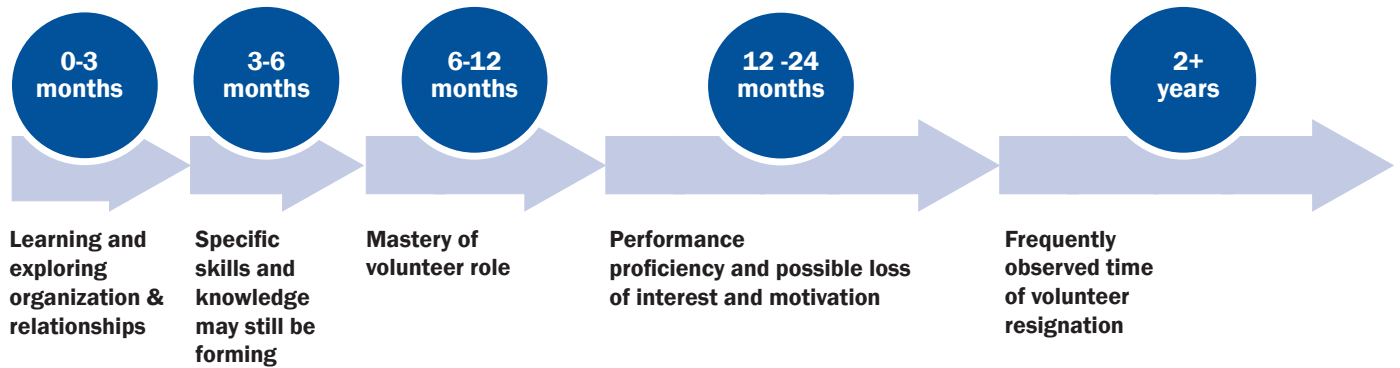 0-3
months
3-6
months
6-12
months
12 -24
months
2+
years
Learning and
exploring
organization &
relationships
Specific
skills and
knowledge
may still be
forming
Mastery of
volunteer role
Performance
proficiency and possible loss
of interest and motivation
Frequently
observed time
of volunteer
resignation